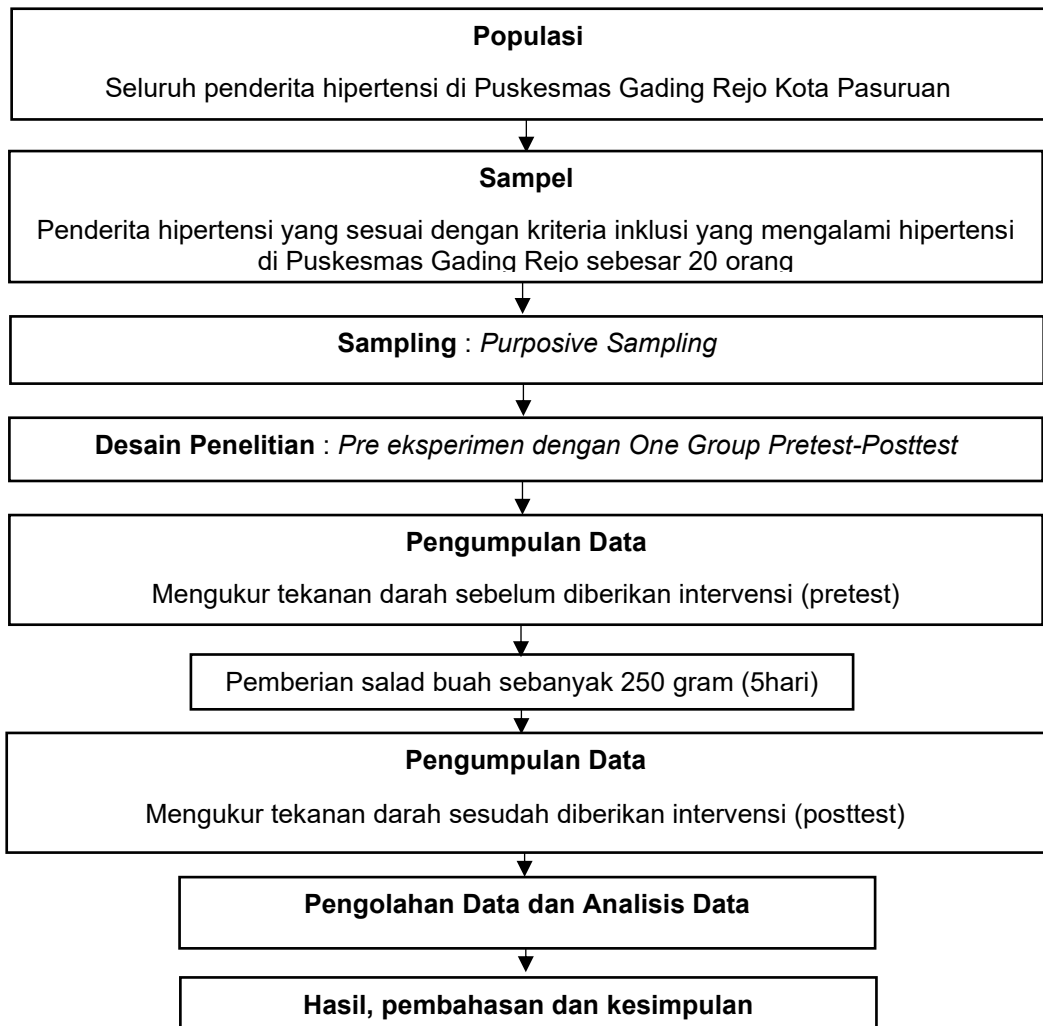 Populasi
Seluruh penderita hipertensi di Puskesmas Gading Rejo Kota Pasuruan
Sampel
Penderita hipertensi yang sesuai dengan kriteria inklusi yang mengalami hipertensi
di Puskesmas Gading Rejo sebesar 20 orang
Sampling : Purposive Sampling
Desain Penelitian : Pre eksperimen dengan One Group Pretest-Posttest
Pengumpulan Data
Mengukur tekanan darah sebelum diberikan intervensi (pretest)
Pemberian salad buah sebanyak 250 gram (5hari)
Pengumpulan Data
Mengukur tekanan darah sesudah diberikan intervensi (posttest)
Pengolahan Data dan Analisis Data
Hasil, pembahasan dan kesimpulan